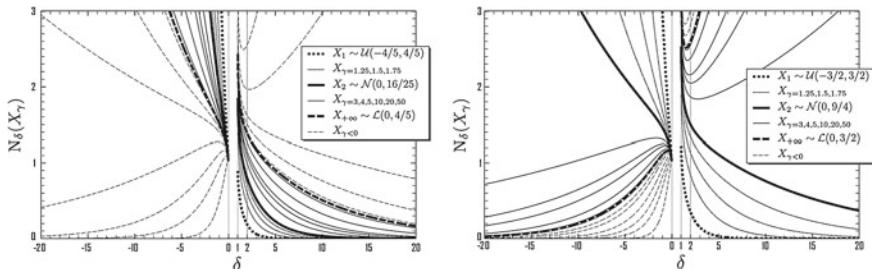 3
2
1
0
N_δ(X_γ)
-20 -15 -10 -5 0 1 2 5 10 15 20
δ
X₁ ~ 𝒰(−4/5, 4/5)
X_γ=1.25,1.5,1.75
X₂ ~ 𝒩(0, 16/25)
X_γ=3,4,5,10,20,50
X_+∞ ~ ℒ(0, 4/5)
X_γ<0
3
2
1
0
N_δ(X_γ)
-20 -15 -10 -5 0 1 2 5 10 15 20
δ
X₁ ~ 𝒰(−3/2, 3/2)
X_γ=1.25,1.5,1.75
X₂ ~ 𝒩(0, 9/4)
X_γ=3,4,5,10,20,50
X_+∞ ~ ℒ(0, 3/2)
X_γ<0